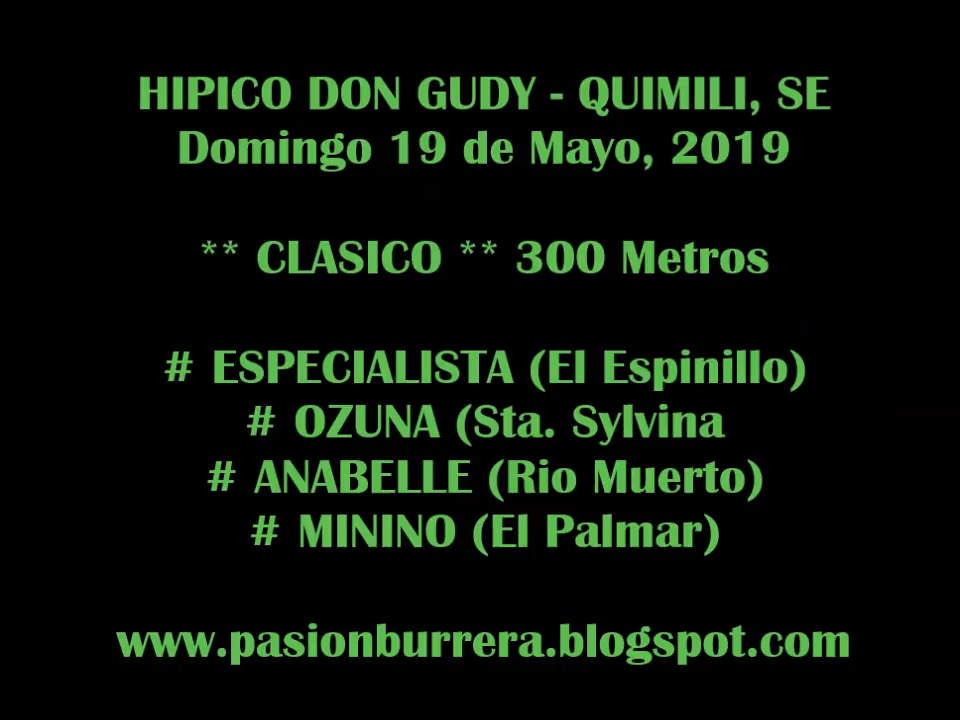 HIPICO DON GUDY - QUIMILI, SE
Domingo 19 de Mayo, 2019
** CLASICO ** 300 Metros
# ESPECIALISTA (El Espinillo)
# OZUNA (Sta. Sylvina
# ANABELLE (Rio Muerto)
# MININO (El Palmar)
www.pasionburrera.blogspot.com